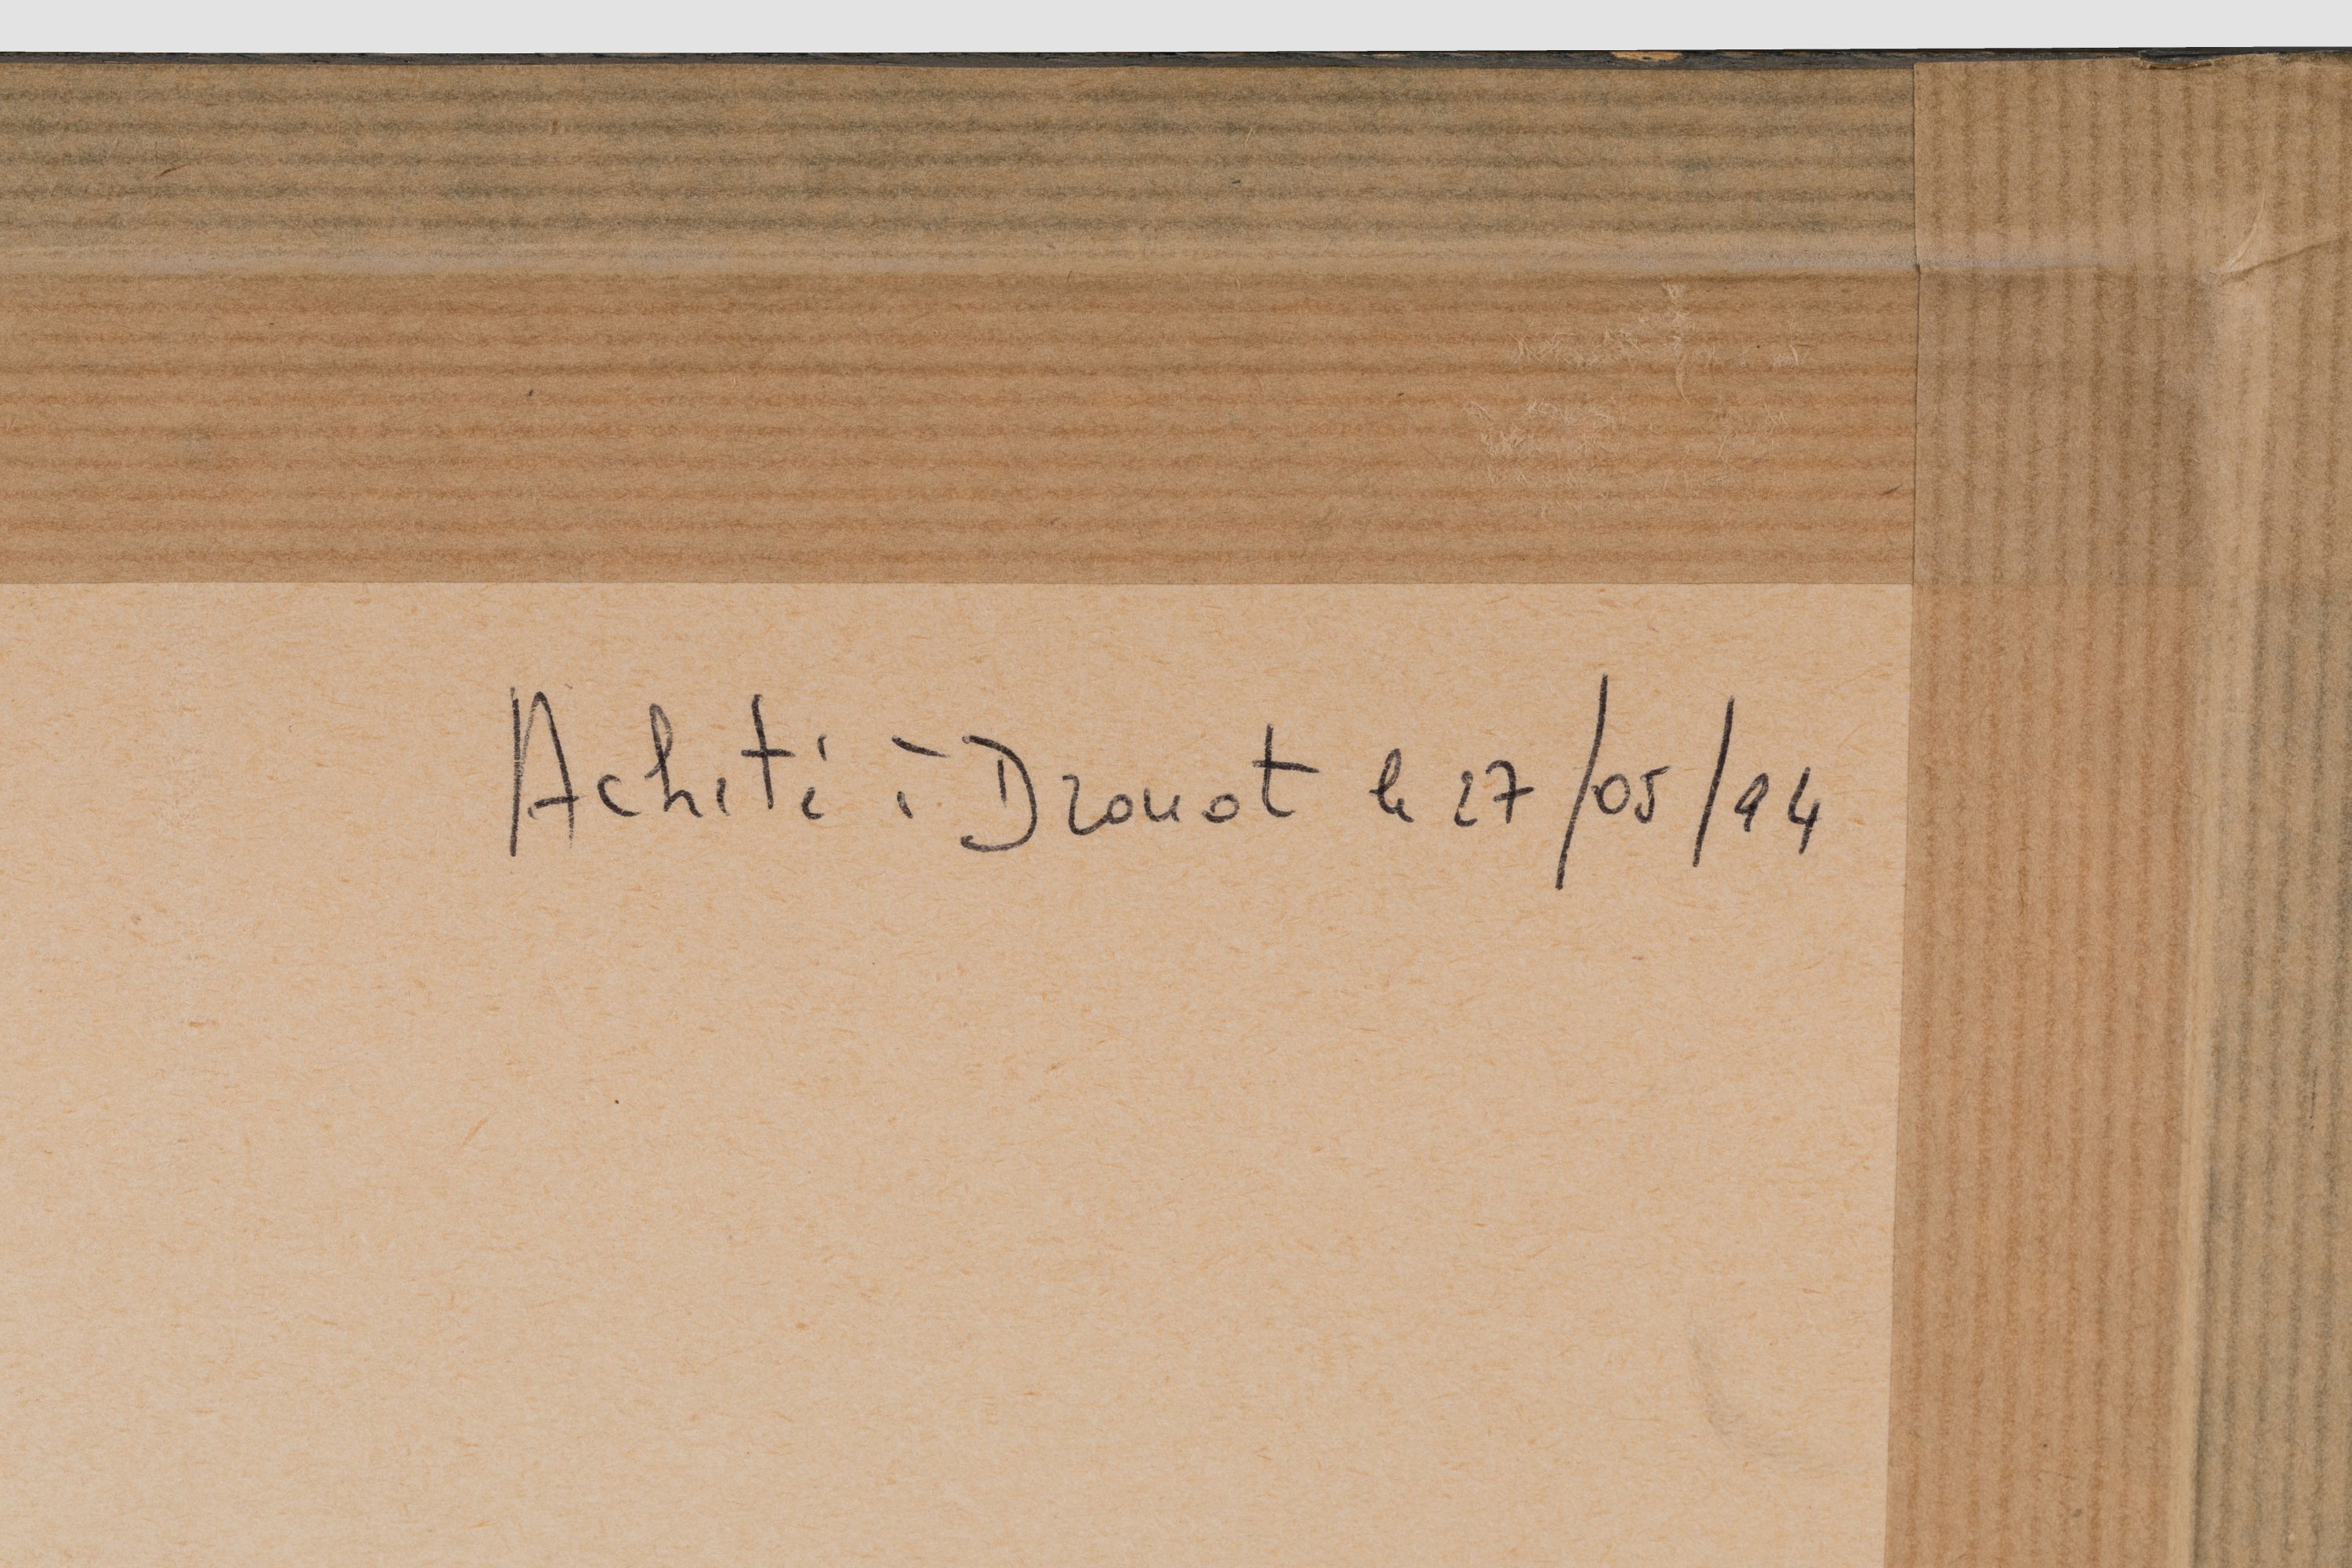 Acheté à Drouot le 27/05/94